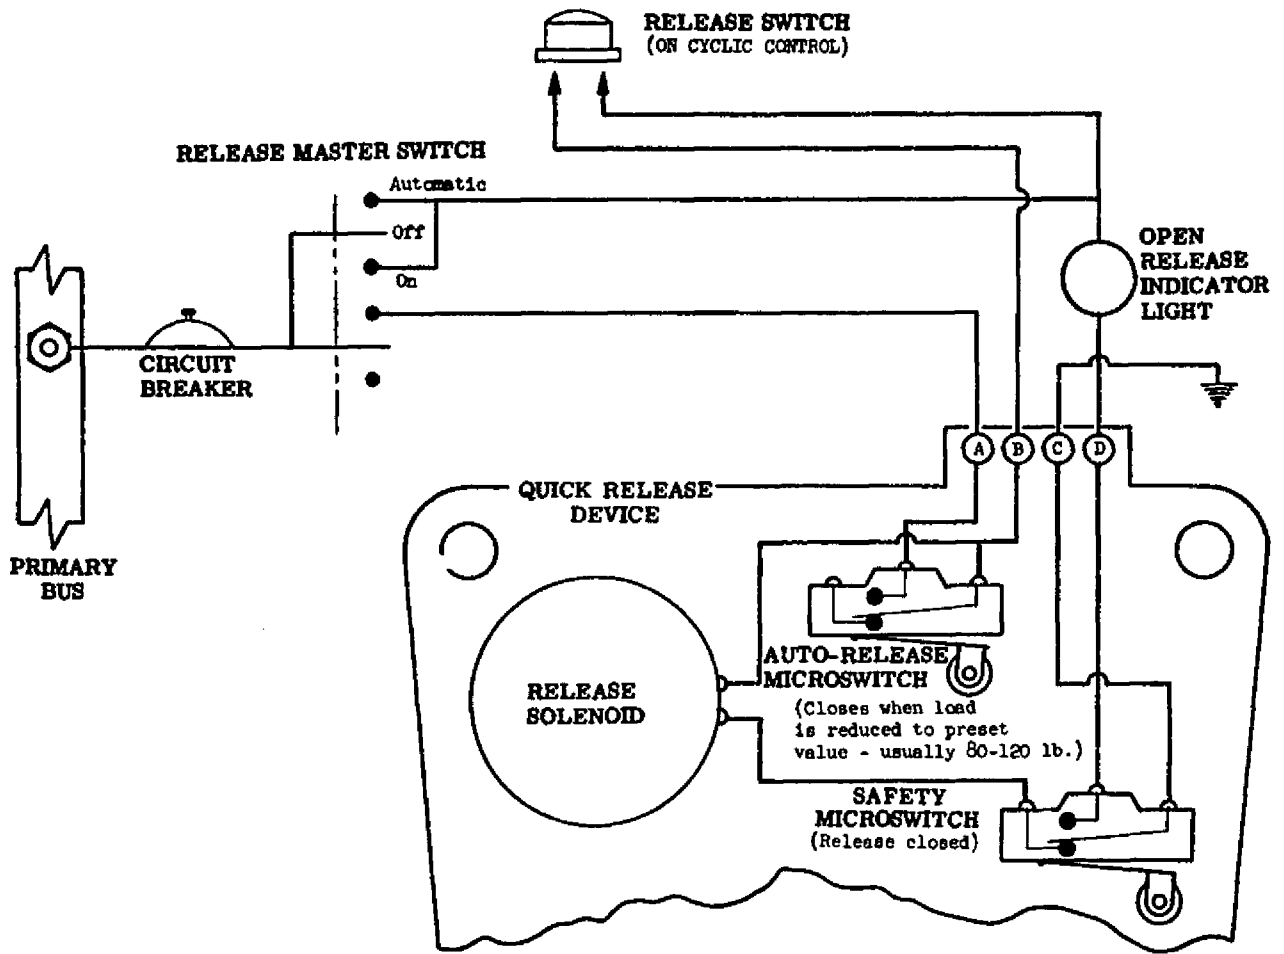 RELEASE SWITCH
(ON CYCLIC CONTROL)
RELEASE MASTER SWITCH
Automatic
Off
On
OPEN
RELEASE
INDICATOR
LIGHT
CIRCUIT
BREAKER
PRIMARY
BUS
A B C D
QUICK RELEASE
DEVICE
RELEASE
SOLENOID
AUTO-RELEASE
MICROSWITCH
(Closes when load
is reduced to preset
value - usually 80-120 lb.)
SAFETY
MICROSWITCH
(Release closed)